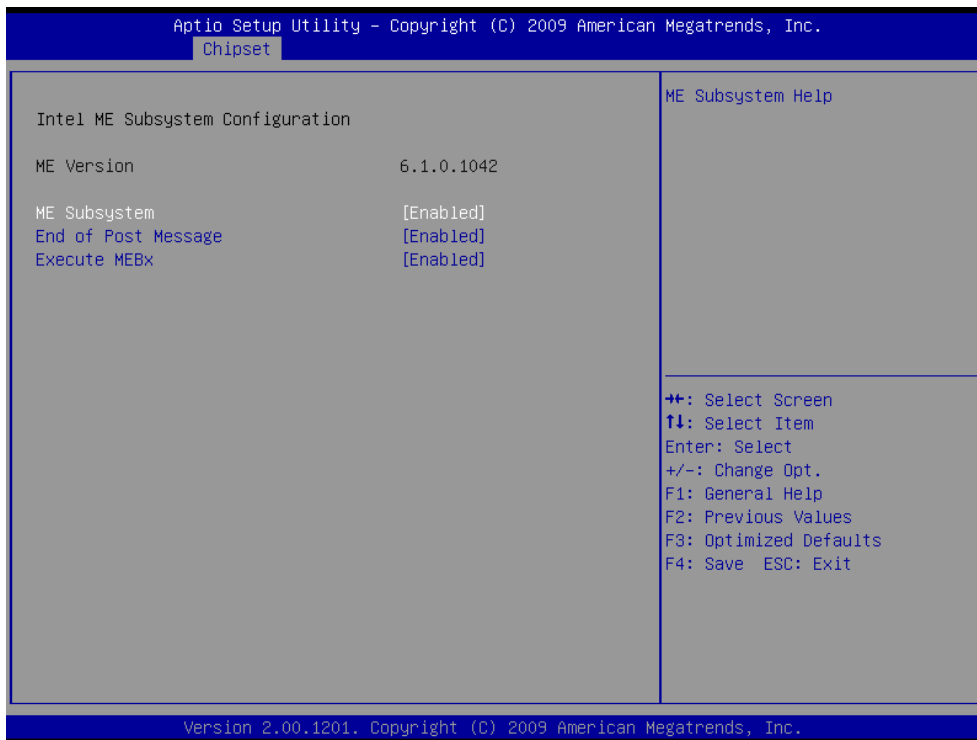 Aptio Setup Utility – Copyright (C) 2009 American Megatrends, Inc.
Chipset
Intel ME Subsystem Configuration
ME Version 6.1.0.1042
ME Subsystem [Enabled]
End of Post Message [Enabled]
Execute MEBx [Enabled]
ME Subsystem Help
→←: Select Screen
↑↓: Select Item
Enter: Select
+/-: Change Opt.
F1: General Help
F2: Previous Values
F3: Optimized Defaults
F4: Save ESC: Exit
Version 2.00.1201. Copyright (C) 2009 American Megatrends, Inc.